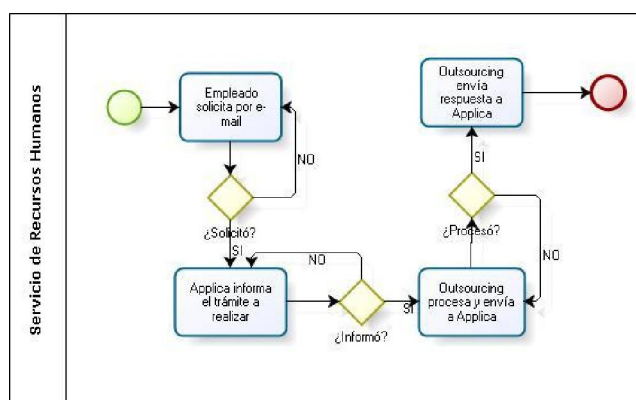 Servicio de Recursos Humanos
Empleado
solicita por e-
mail
NO
¿Solicitó?
SI
Applica informa
el trámite a
realizar
NO
¿Informó?
SI
Outsourcing
procesa y envía
a Applica
NO
¿Procesó?
SI
Outsourcing
envía
respuesta a
Applica